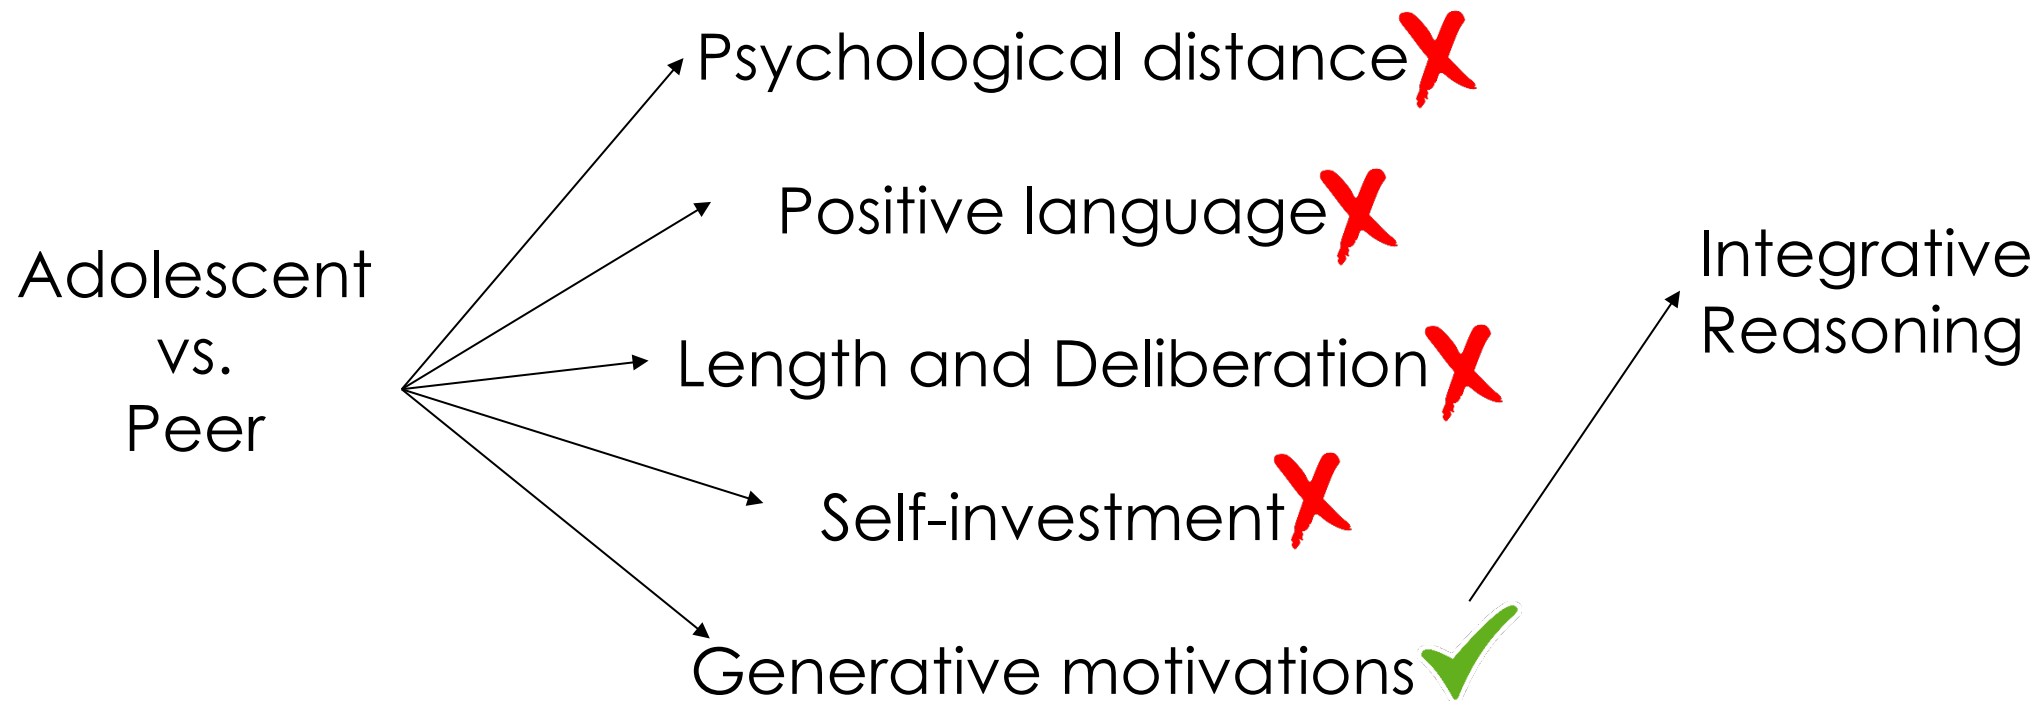 Adolescent
vs.
Peer
Psychological distance
Positive language
Length and Deliberation
Self-investment
Generative motivations
Integrative
Reasoning